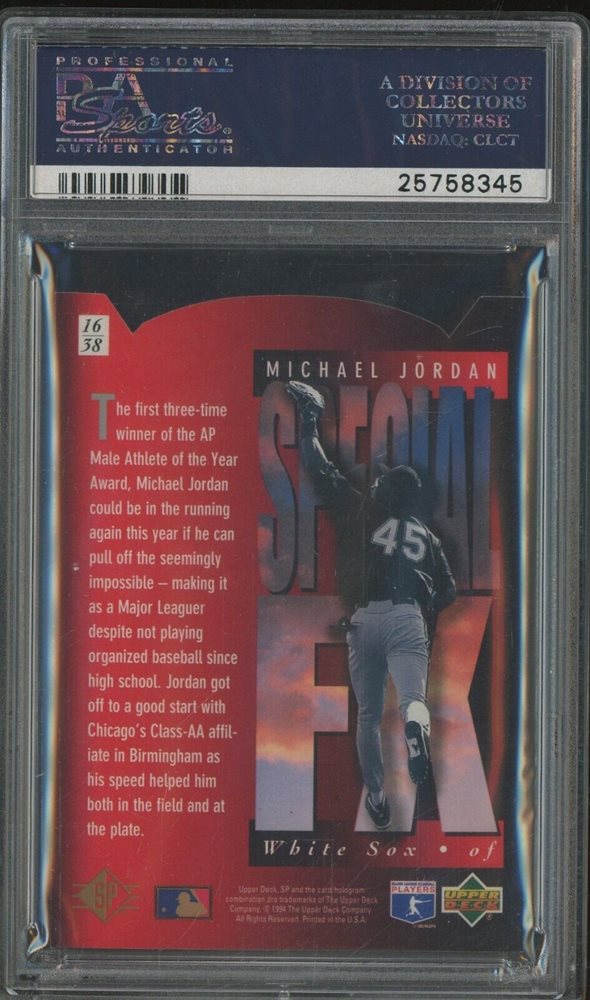 PROFESSIONAL
PSA
Sports®
AUTHENTICATOR
A DIVISION OF
COLLECTORS
UNIVERSE
NASDAQ: CLCT
25758345
16
38
MICHAEL JORDAN
SPECIAL
FX
45
The first three-time
winner of the AP
Male Athlete of the Year
Award, Michael Jordan
could be in the running
again this year if he can
pull off the seemingly
impossible – making it
as a Major Leaguer
despite not playing
organized baseball since
high school. Jordan got
off to a good start with
Chicago's Class-AA affil-
iate in Birmingham as
his speed helped him
both in the field and at
the plate.
White Sox • of
SP
Upper Deck, SP and the card/hologram
combination are trademarks of The Upper Deck
Company. © 1994 The Upper Deck Company.
All Rights Reserved. Printed in the U.S.A.
PLAYERS
UPPER
DECK